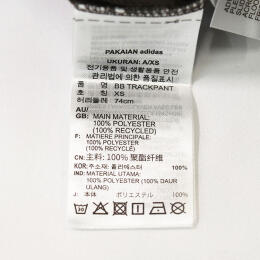 PAKAIAN adidas
UKURAN: A/XS
전기용품 및 생활용품 안전
관리법에 의한 품질표시
품 명 BB TRACKPANT
호 칭 XS
허리둘레 74cm
AU/
GB: MAIN MATERIAL:
100% POLYESTER
(100% RECYCLED)
F: MATIERE PRINCIPALE:
100% POLYESTER
(100% RECYCLÉ)
CN: 主料: 100% 聚酯纤维
KOR: 주소재: 폴리에스터 100%
IND: MATERIAL UTAMA:
100% POLYESTER (100% DAUR
ULANG)
J: 本体 ポリエステル 100%